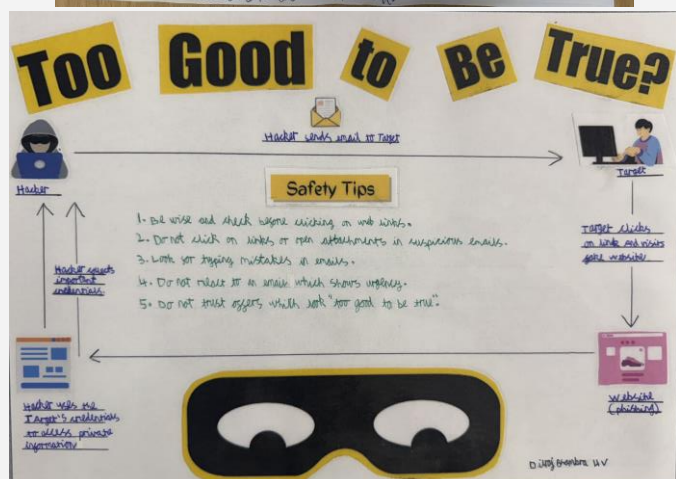 Too Good to Be True?
Hacker sends email to Target
Hacker
Target
Safety Tips
1. Be wise and check before clicking on web links.
2. Do not click on links or open attachments in suspicious emails.
3. Look for typing mistakes in emails.
4. Do not react to an email which shows urgency.
5. Do not trust offers which look "too good to be true".
Target clicks
on link and visits
fake website
Hacker
important
credentials
Website
(phishing)
Hacker uses the
Target's credentials
to access private
information